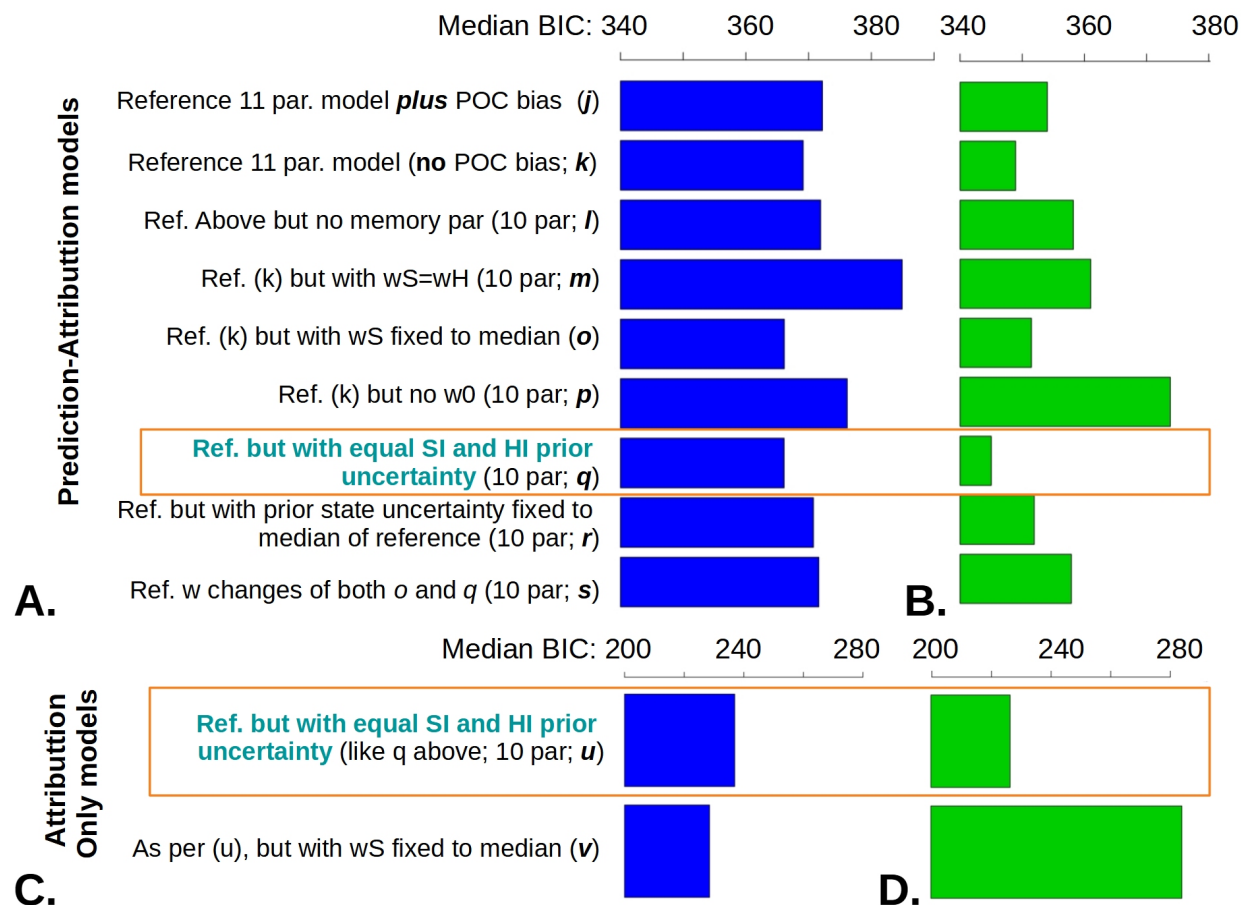 Median BIC: 340 360 380 340 360 380
Prediction-Attributtion models
Reference 11 par. model plus POC bias (j)
Reference 11 par. model (no POC bias; k)
Ref. Above but no memory par (10 par; l)
Ref. (k) but with wS=wH (10 par; m)
Ref. (k) but with wS fixed to median (o)
Ref. (k) but no w0 (10 par; p)
Ref. but with equal SI and HI prior
uncertainty (10 par; q)
Ref. but with prior state uncertainty fixed to
median of reference (10 par; r)
Ref. w changes of both o and q (10 par; s)
A.
B.
Median BIC: 200 240 280 200 240 280
Attributtion
Only models
Ref. but with equal SI and HI prior
uncertainty (like q above; 10 par; u)
As per (u), but with wS fixed to median (v)
C.
D.